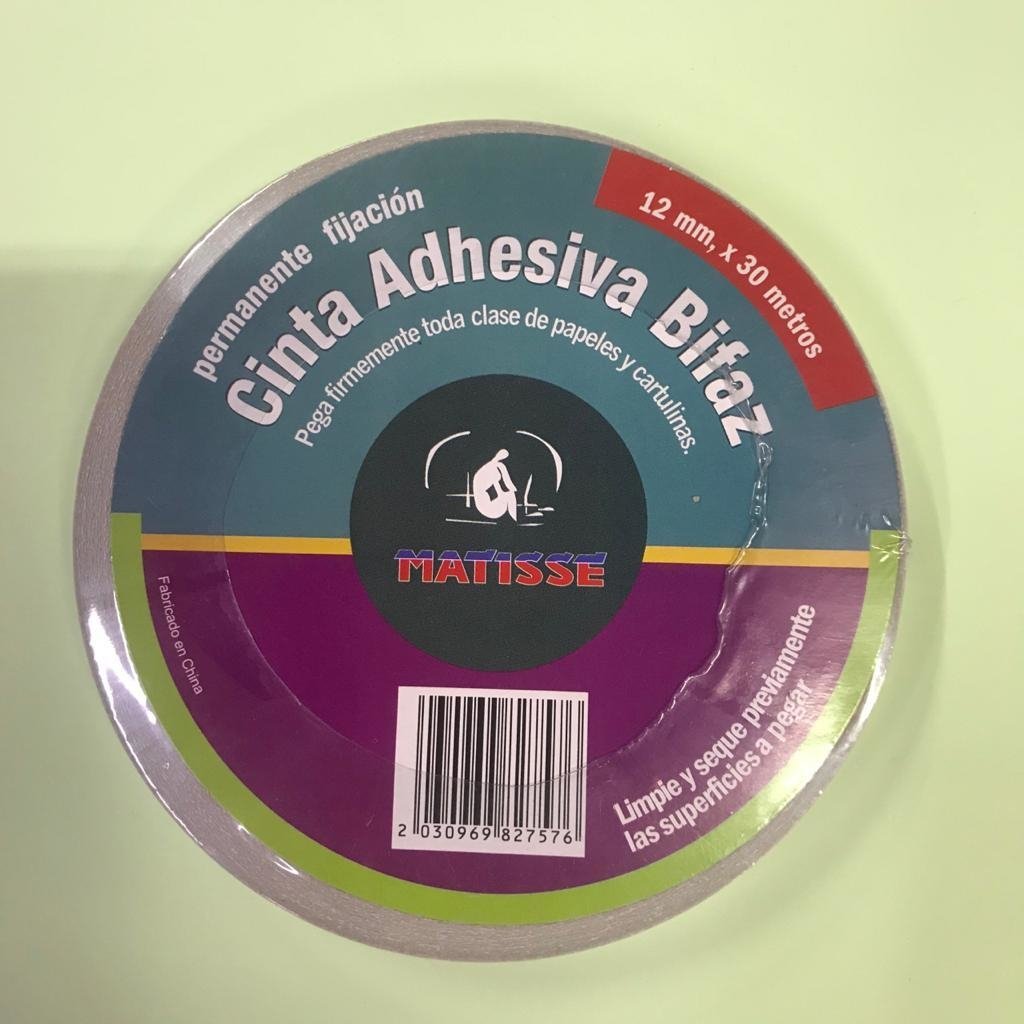 permanente fijación
Cinta Adhesiva Bifaz
12 mm, x 30 metros
Pega firmemente toda clase de papeles y cartulinas.
MATISSE
Fabricado en China
Limpie y seque previamente
las superficies a pegar
2 030969 827576